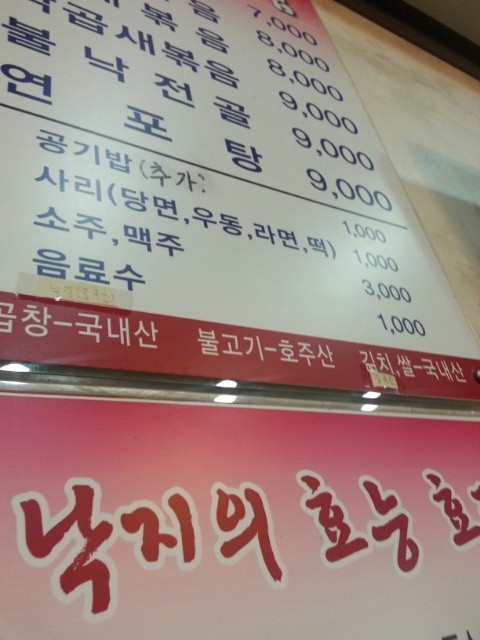 볶음 7,000
볶음 8,000
낙곱새볶음 8,000
불낙전골 9,000
연포탕 9,000
9,000
공기밥(추가) 1,000
사리(당면,우동,라면,떡) 1,000
소주,맥주 3,000
음료수 1,000
곱창-국내산 불고기-호주산 김치,쌀-국내산
낙지의 효능